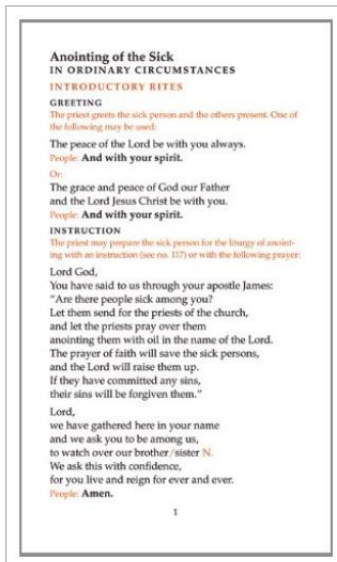 Anointing of the Sick
IN ORDINARY CIRCUMSTANCES
INTRODUCTORY RITES
GREETING
The priest greets the sick person and the others present. One of
the following may be used:
The peace of the Lord be with you always.
People: And with your spirit.
Or:
The grace and peace of God our Father
and the Lord Jesus Christ be with you.
People: And with your spirit.
INSTRUCTION
The priest may prepare the sick person for the liturgy of anoint-
ing with an instruction (see no. 117) or with the following prayer:
Lord God,
You have said to us through your apostle James:
“Are there people sick among you?
Let them send for the priests of the church,
and let the priests pray over them
anointing them with oil in the name of the Lord.
The prayer of faith will save the sick persons,
and the Lord will raise them up.
If they have committed any sins,
their sins will be forgiven them.”
Lord,
we have gathered here in your name
and we ask you to be among us,
to watch over our brother/sister N.
We ask this with confidence,
for you live and reign for ever and ever.
People: Amen.
1